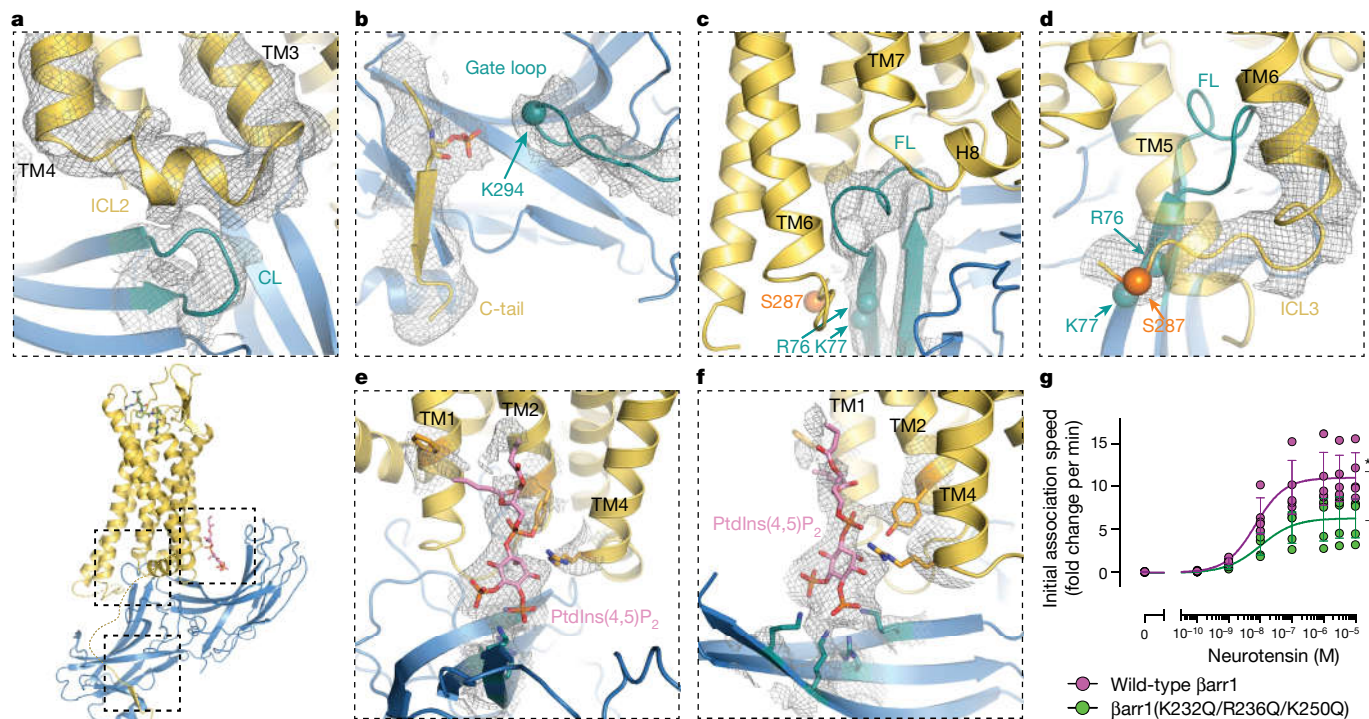 a
TM3
TM4
ICL2
CL
b
Gate loop
K294
C-tail
c
TM7
FL
H8
TM6
S287
R76 K77
d
FL
TM6
TM5
R76
K77
S287
ICL3
e
TM1
TM2
TM4
PtdIns(4,5)P2
f
TM1
TM2
TM4
PtdIns(4,5)P2
g
Initial association speed
(fold change per min)
15
10
5
0
*
0 10−10 10−9 10−8 10−7 10−6 10−5
Neurotensin (M)
Wild-type βarr1
βarr1(K232Q/R236Q/K250Q)